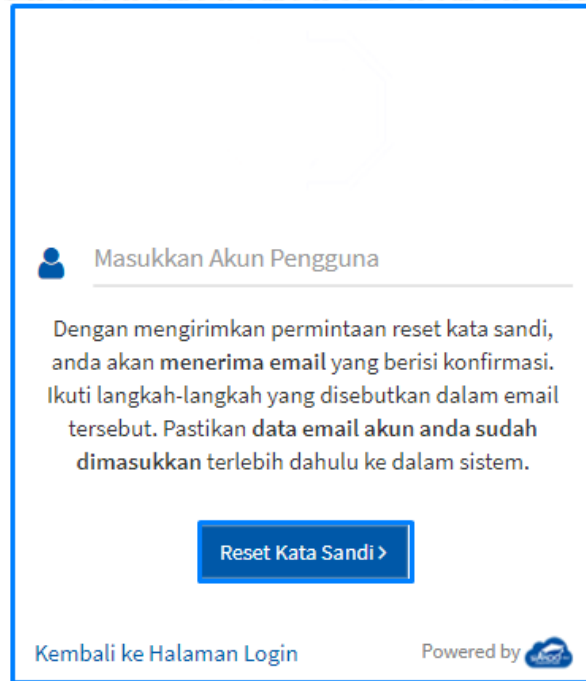 Masukkan Akun Pengguna
Dengan mengirimkan permintaan reset kata sandi,
anda akan menerima email yang berisi konfirmasi.
Ikuti langkah-langkah yang disebutkan dalam email
tersebut. Pastikan data email akun anda sudah
dimasukkan terlebih dahulu ke dalam sistem.
Reset Kata Sandi >
Kembali ke Halaman Login
Powered by